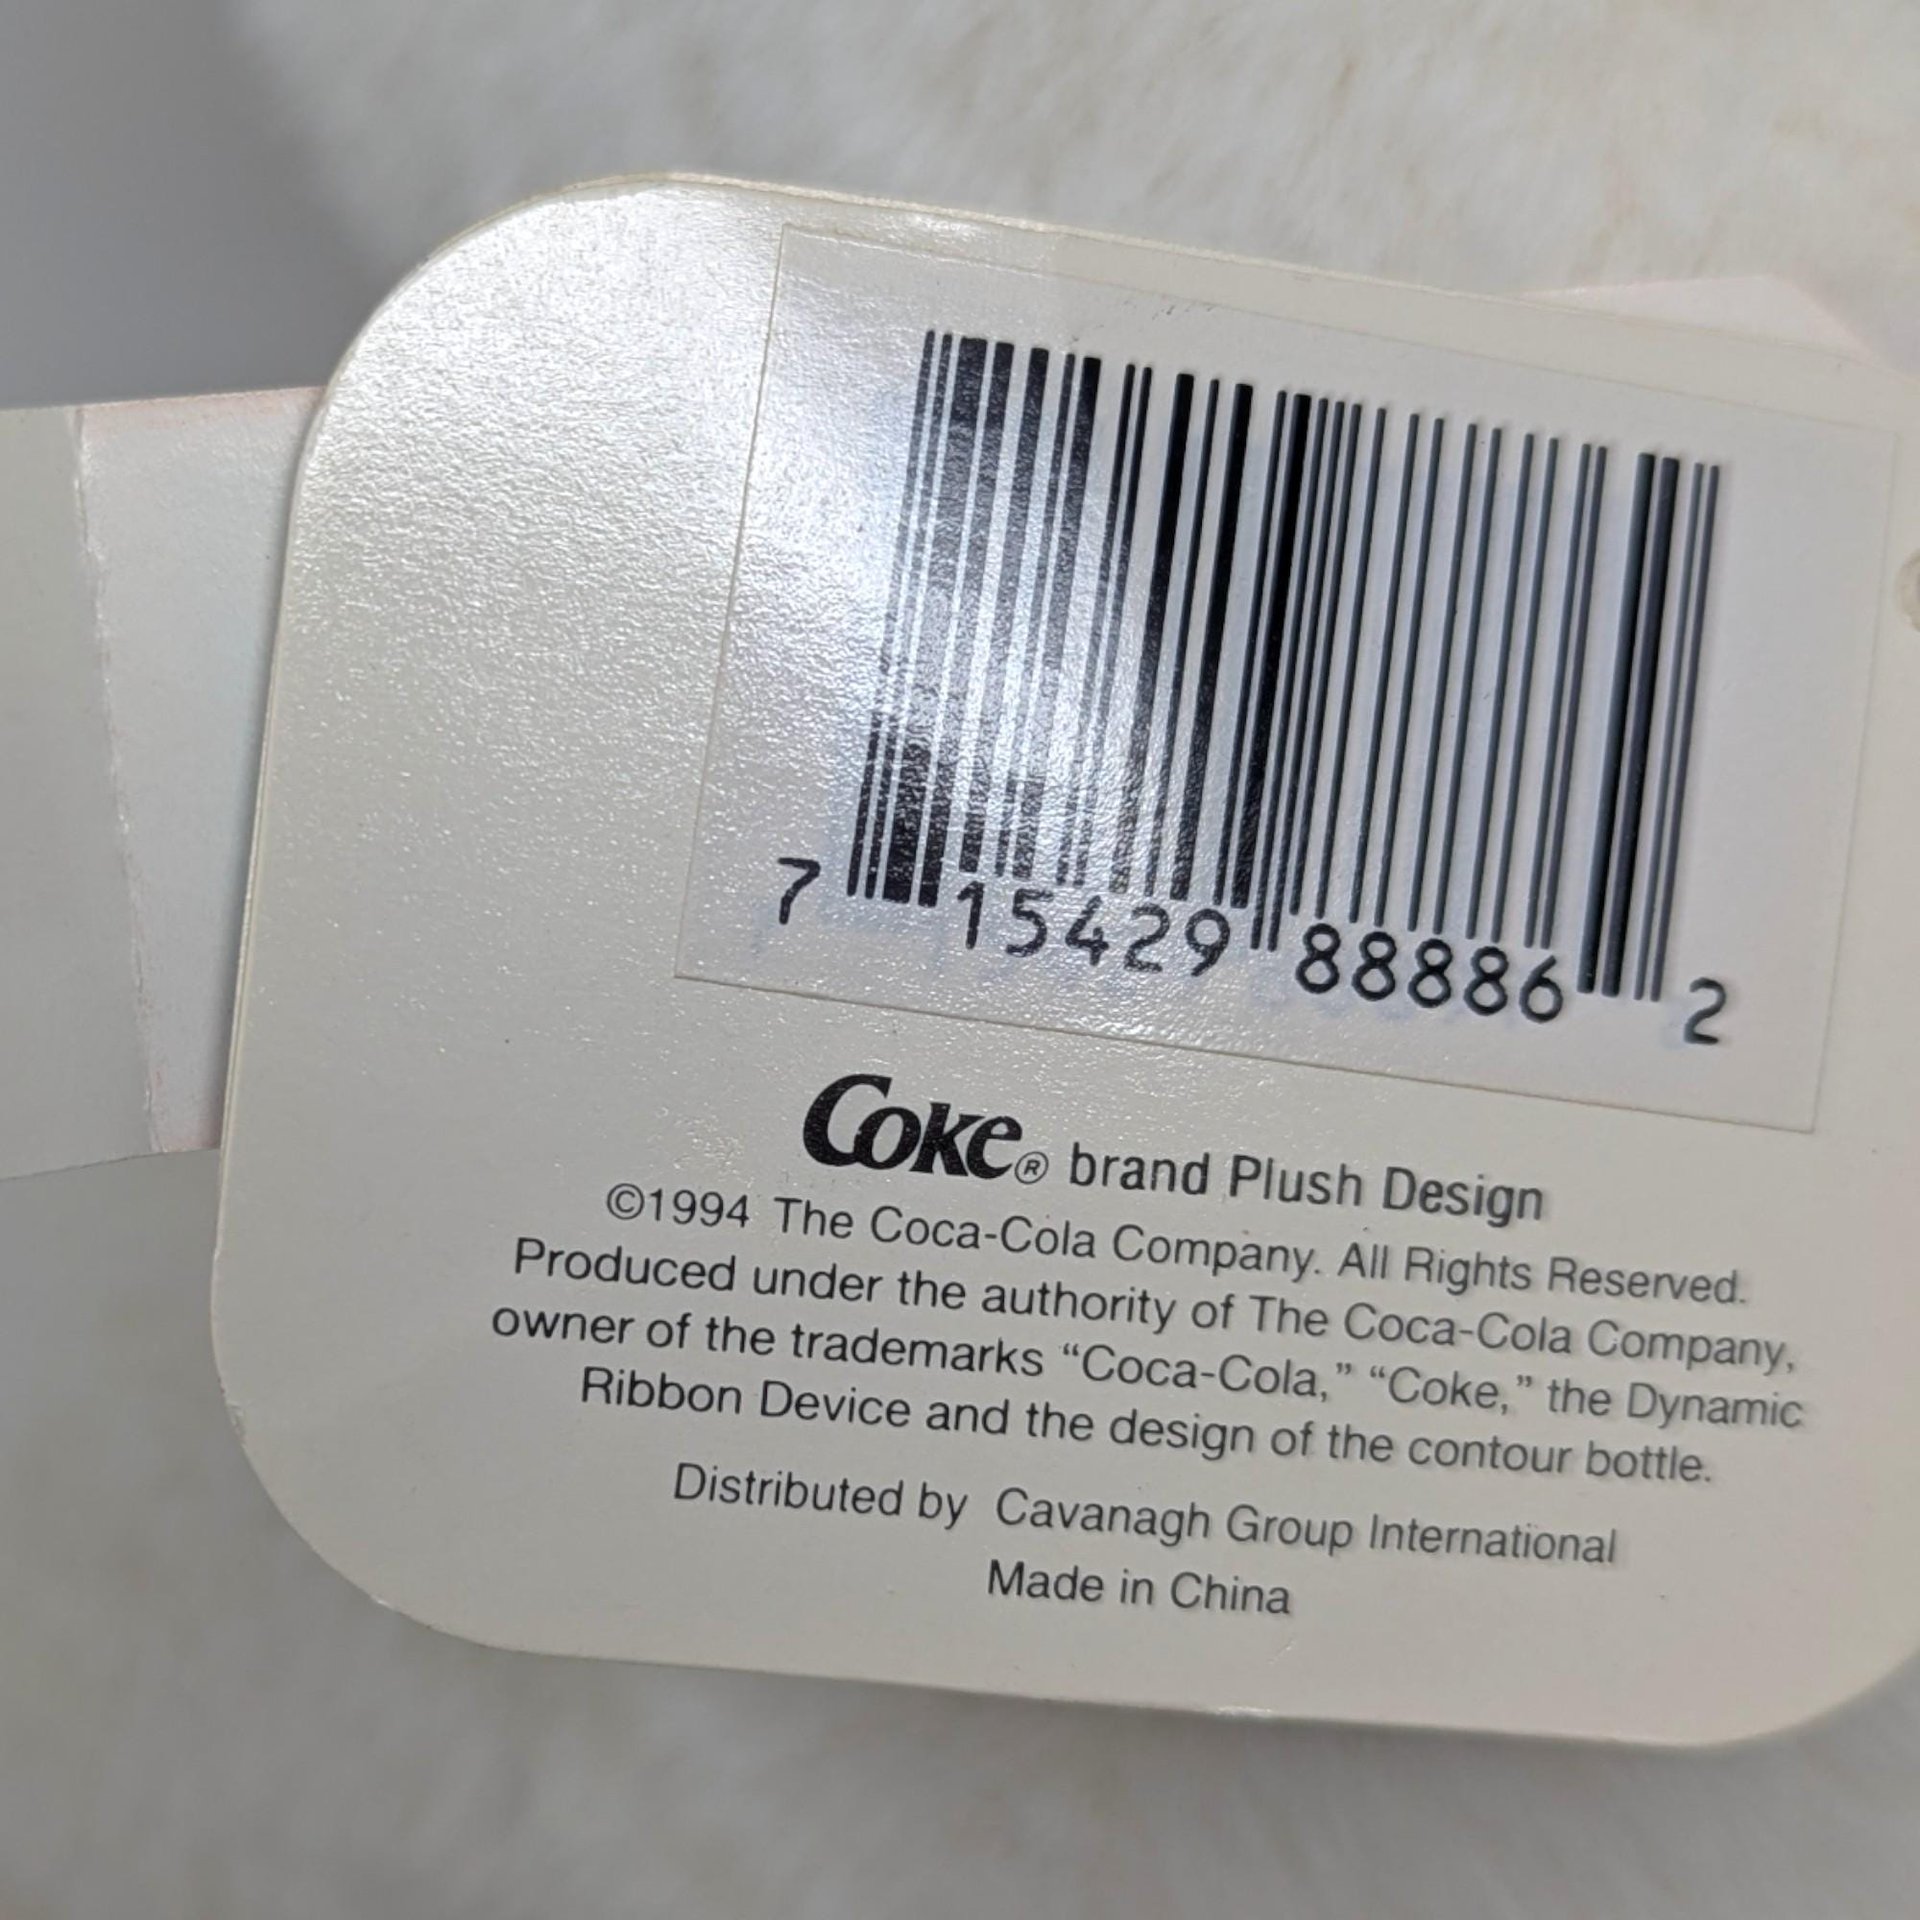 7 15429 88886 2
Coke® brand Plush Design
©1994 The Coca-Cola Company. All Rights Reserved.
Produced under the authority of The Coca-Cola Company,
owner of the trademarks “Coca-Cola,” “Coke,” the Dynamic
Ribbon Device and the design of the contour bottle.
Distributed by Cavanagh Group International
Made in China